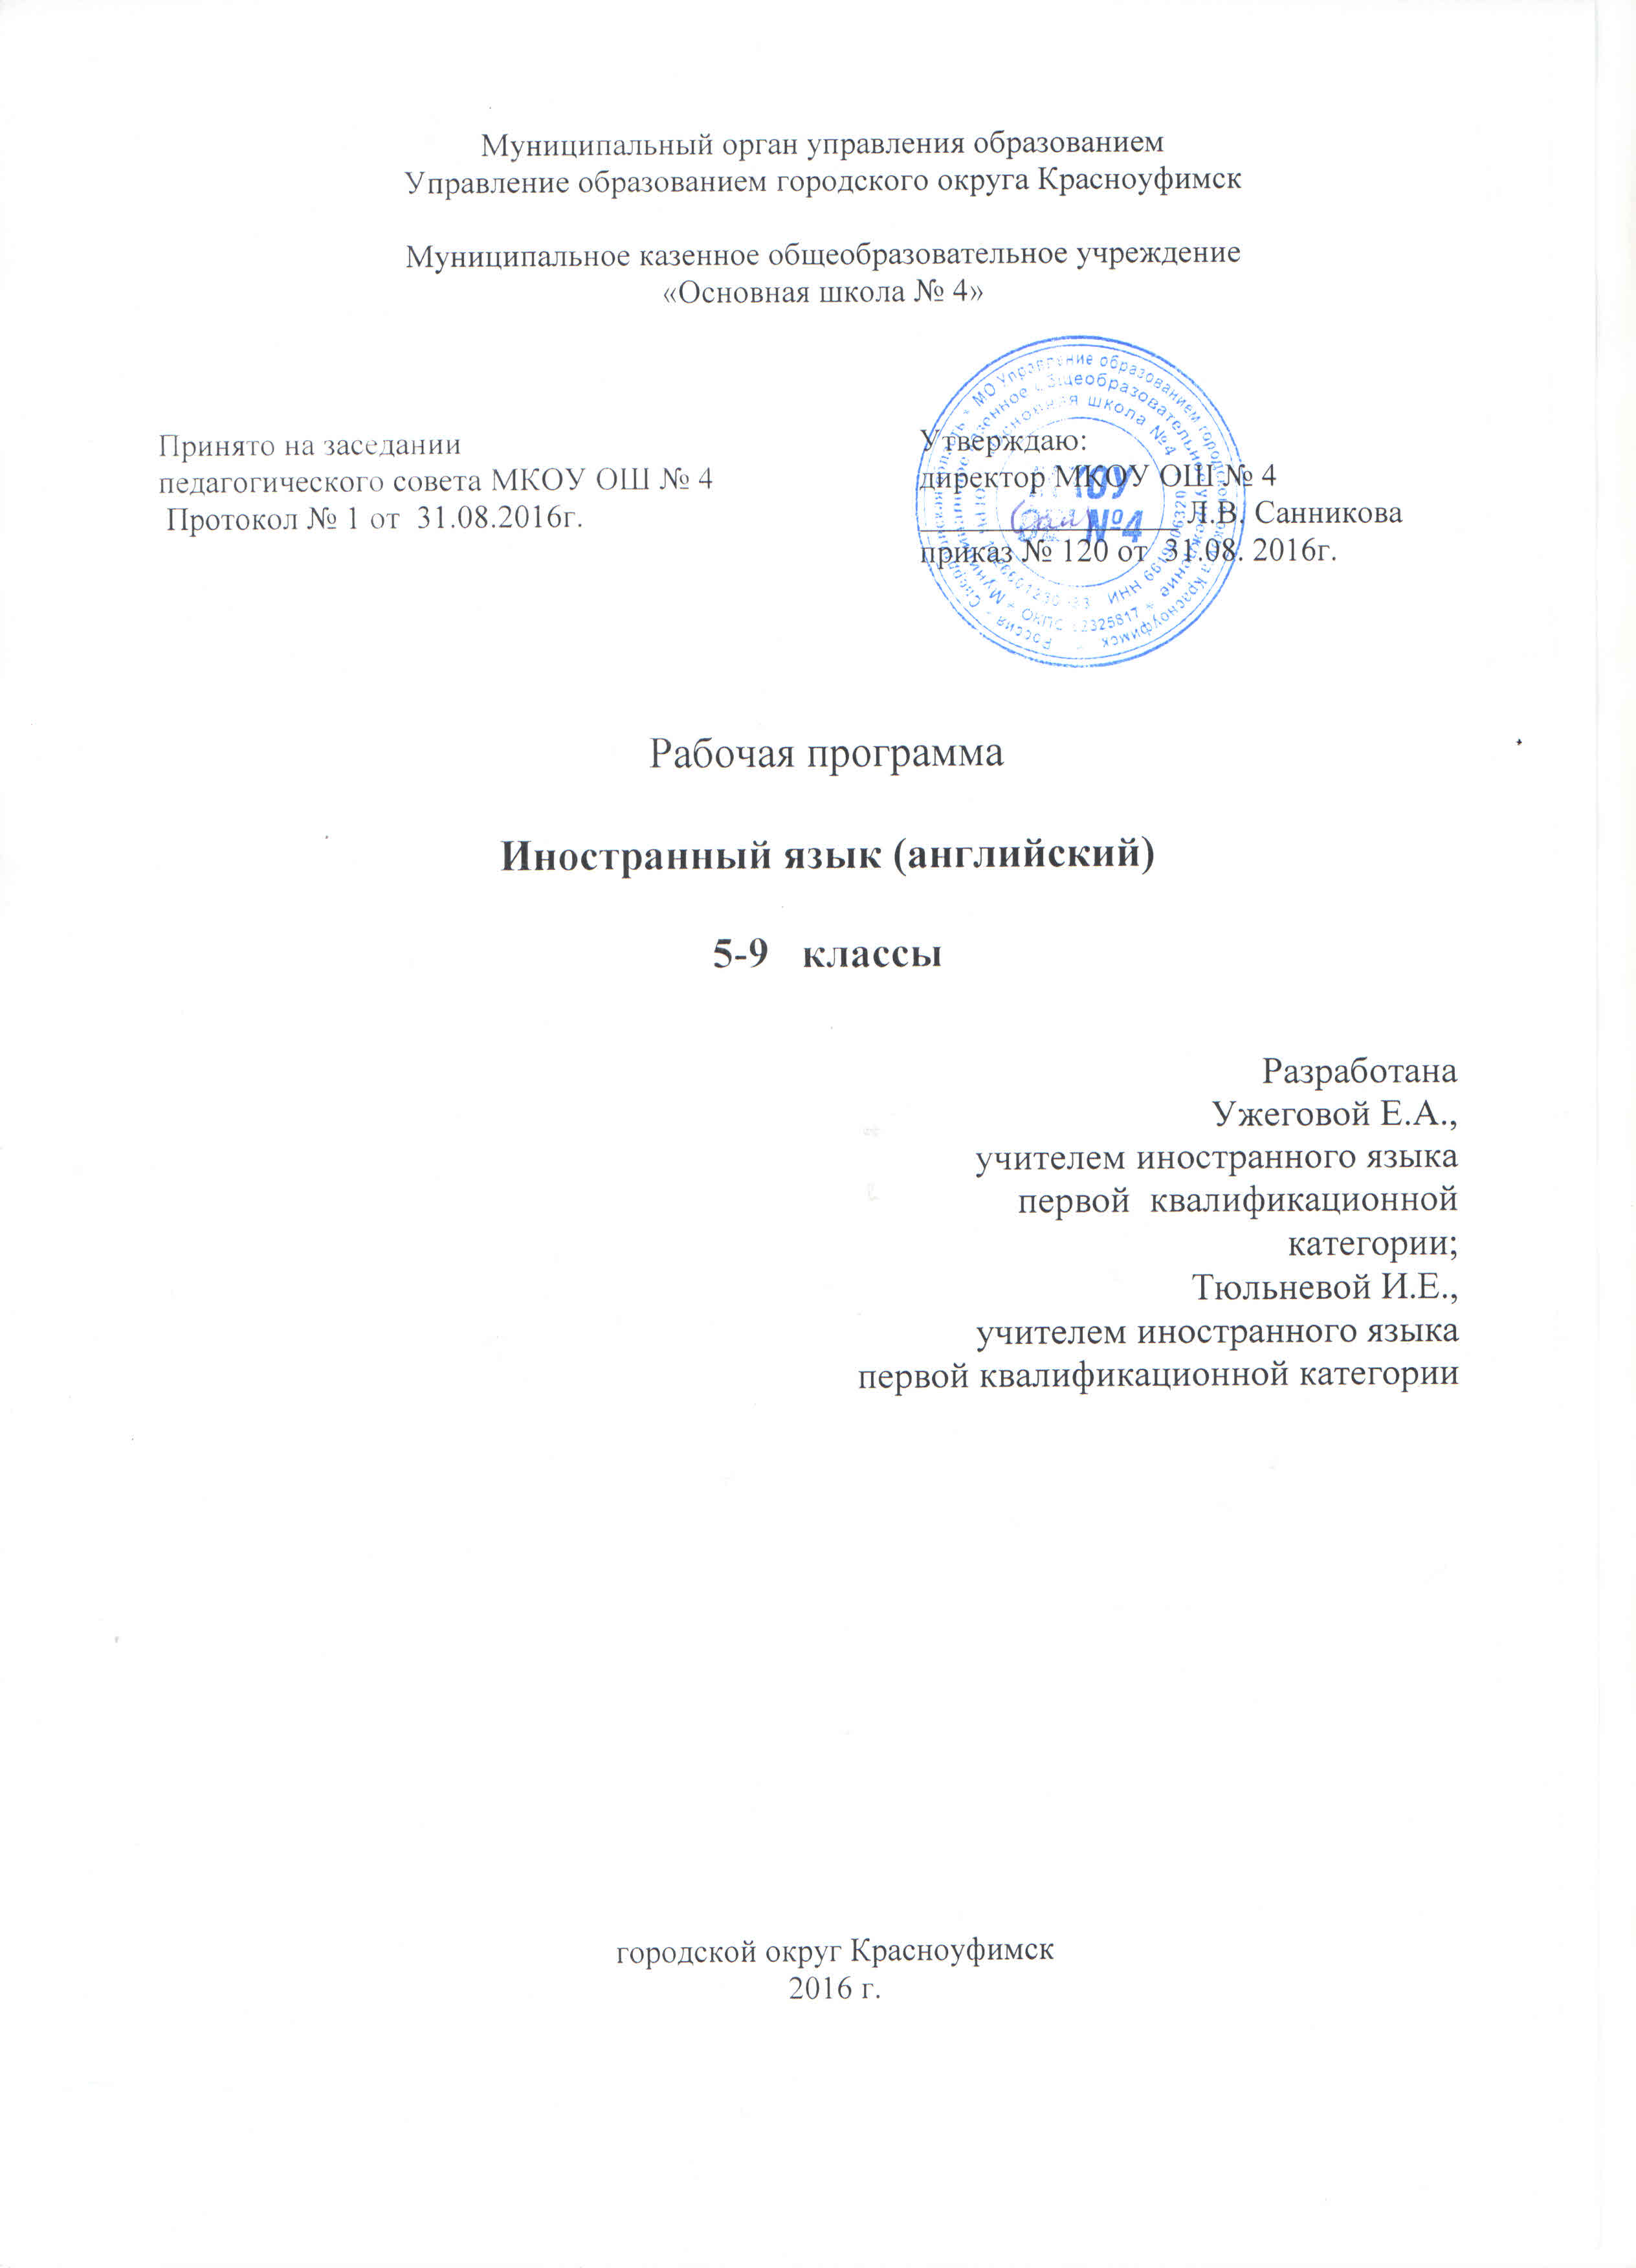 Муниципальный орган управления образованием
Управление образованием городского округа Красноуфимск
Муниципальное казенное общеобразовательное учреждение
«Основная школа № 4»
Принято на заседании
педагогического совета МКОУ ОШ № 4
Протокол № 1 от 31.08.2016г.
Утверждаю:
директор МКОУ ОШ № 4
Л.В. Санникова
приказ № 120 от 31.08. 2016г.
№4
Рабочая программа
Иностранный язык (английский)
5-9 классы
Разработана
Ужеговой Е.А.,
учителем иностранного языка
первой квалификационной
категории;
Тюльневой И.Е.,
учителем иностранного языка
первой квалификационной категории
городской округ Красноуфимск
2016 г.